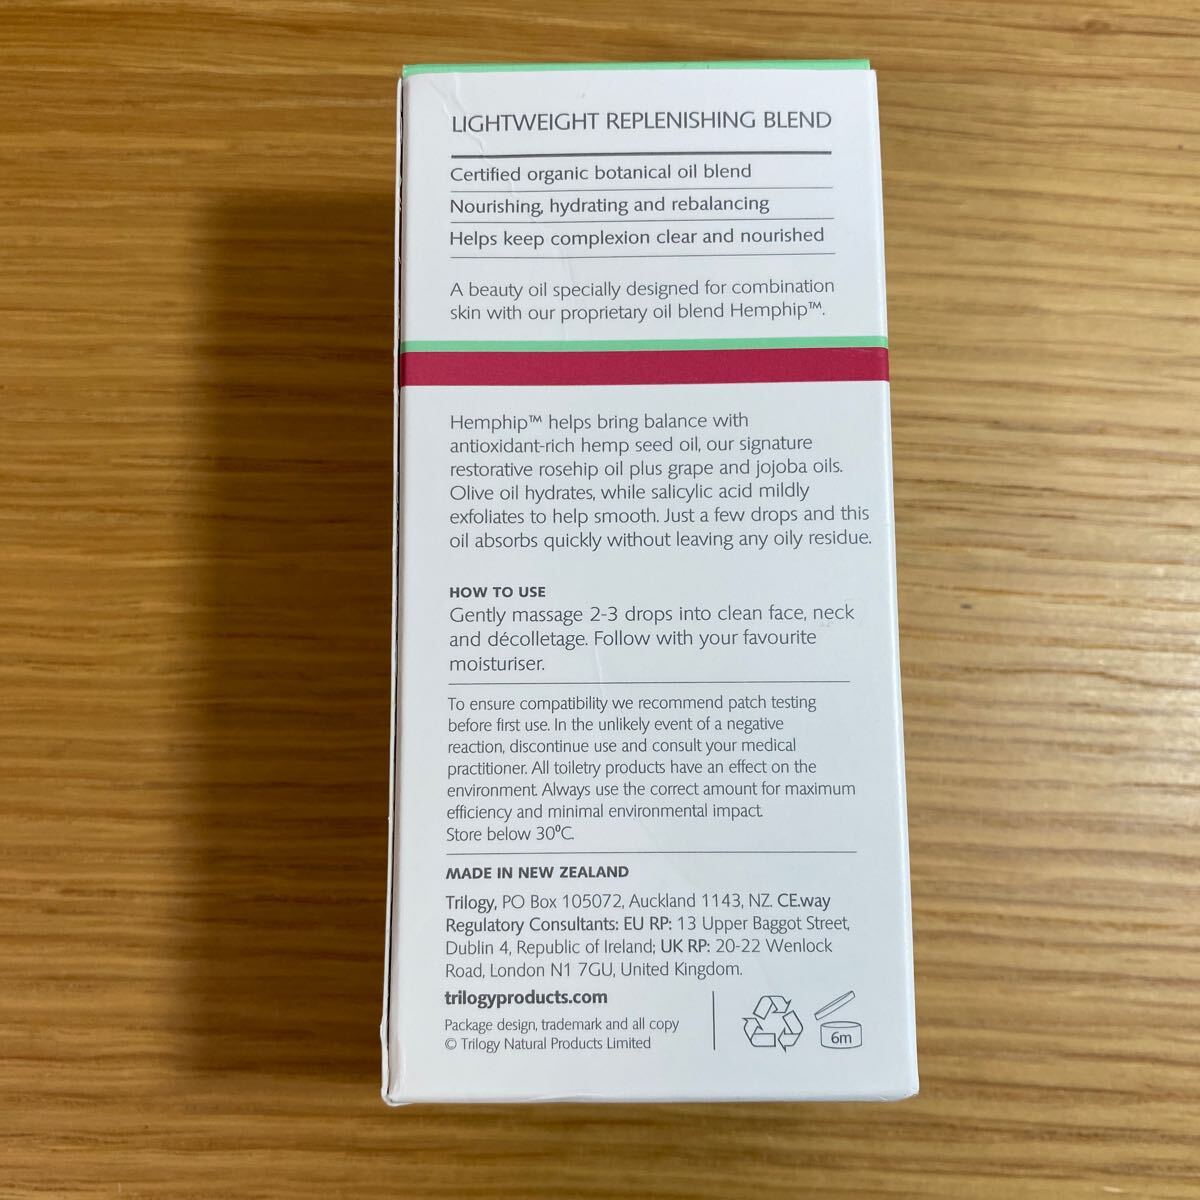 LIGHTWEIGHT REPLENISHING BLEND
Certified organic botanical oil blend
Nourishing, hydrating and rebalancing
Helps keep complexion clear and nourished
A beauty oil specially designed for combination
skin with our proprietary oil blend Hemphip™.
Hemphip™ helps bring balance with
antioxidant-rich hemp seed oil, our signature
restorative rosehip oil plus grape and jojoba oils.
Olive oil hydrates, while salicylic acid mildly
exfoliates to help smooth. Just a few drops and this
oil absorbs quickly without leaving any oily residue.
HOW TO USE
Gently massage 2-3 drops into clean face, neck
and décolletage. Follow with your favourite
moisturiser.
To ensure compatibility we recommend patch testing
before first use. In the unlikely event of a negative
reaction, discontinue use and consult your medical
practitioner. All toiletry products have an effect on the
environment. Always use the correct amount for maximum
efficiency and minimal environmental impact.
Store below 30°C.
MADE IN NEW ZEALAND
Trilogy, PO Box 105072, Auckland 1143, NZ. CE.way
Regulatory Consultants: EU RP: 13 Upper Baggot Street,
Dublin 4, Republic of Ireland; UK RP: 20-22 Wenlock
Road, London N1 7GU, United Kingdom.
trilogyproducts.com
Package design, trademark and all copy
© Trilogy Natural Products Limited
6m